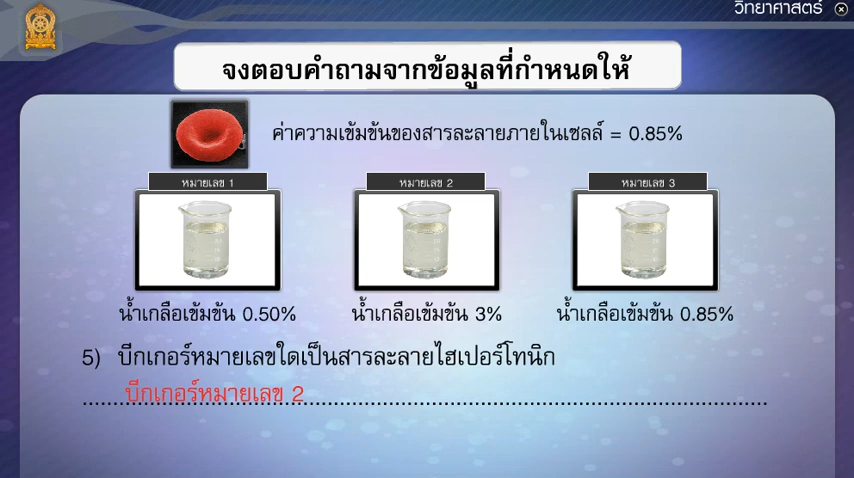 วิทยาศาสตร์
จงตอบคำถามจากข้อมูลที่กำหนดให้
ค่าความเข้มข้นของสารละลายภายในเซลล์ = 0.85%
หมายเลข 1
หมายเลข 2
หมายเลข 3
น้ำเกลือเข้มข้น 0.50%
น้ำเกลือเข้มข้น 3%
น้ำเกลือเข้มข้น 0.85%
5) บีกเกอร์หมายเลขใดเป็นสารละลายไฮเปอร์โทนิก
บีกเกอร์หมายเลข 2